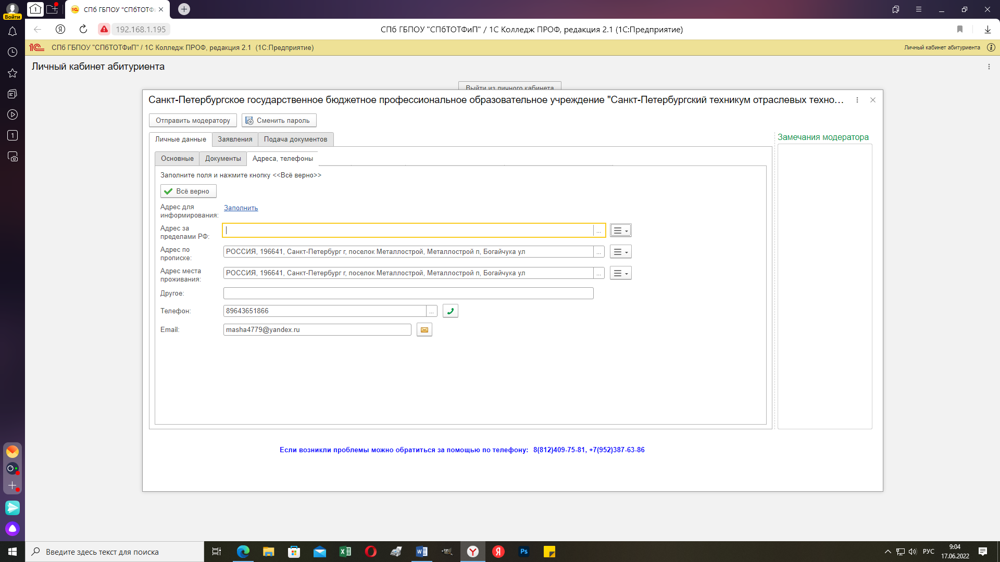 Войти
СПб ГБПОУ "СПбТОТФи
192.168.1.195
СПб ГБПОУ "СПбТОТФиП" / 1С Колледж ПРОФ, редакция 2.1 (1С:Предприятие)
СПб ГБПОУ "СПбТОТФиП" / 1С Колледж ПРОФ, редакция 2.1 (1С:Предприятие)
Личный кабинет абитуриента
Личный кабинет абитуриента
Выйти из личного кабинета
Санкт-Петербургское государственное бюджетное профессиональное образовательное учреждение "Санкт-Петербургский техникум отраслевых техно...
Отправить модератору
Сменить пароль
Личные данные
Заявления
Подача документов
Замечания модератора
Основные
Документы
Адреса, телефоны
Заполните поля и нажмите кнопку <<Всё верно>>
Всё верно
Адрес для
информирования:
Заполнить
Адрес за
пределами РФ:
...
Адрес по
прописке:
РОССИЯ, 196641, Санкт-Петербург г, поселок Металлострой, Металлострой п, Богайчука ул
...
Адрес места
проживания:
РОССИЯ, 196641, Санкт-Петербург г, поселок Металлострой, Металлострой п, Богайчука ул
...
Другое:
Телефон:
89643651866
...
Email:
masha4779@yandex.ru
Если возникли проблемы можно обратиться за помощью по телефону: 8(812)409-75-81, +7(952)387-63-86
1
1
Введите здесь текст для поиска
Ps
РУС
9:04
17.06.2022